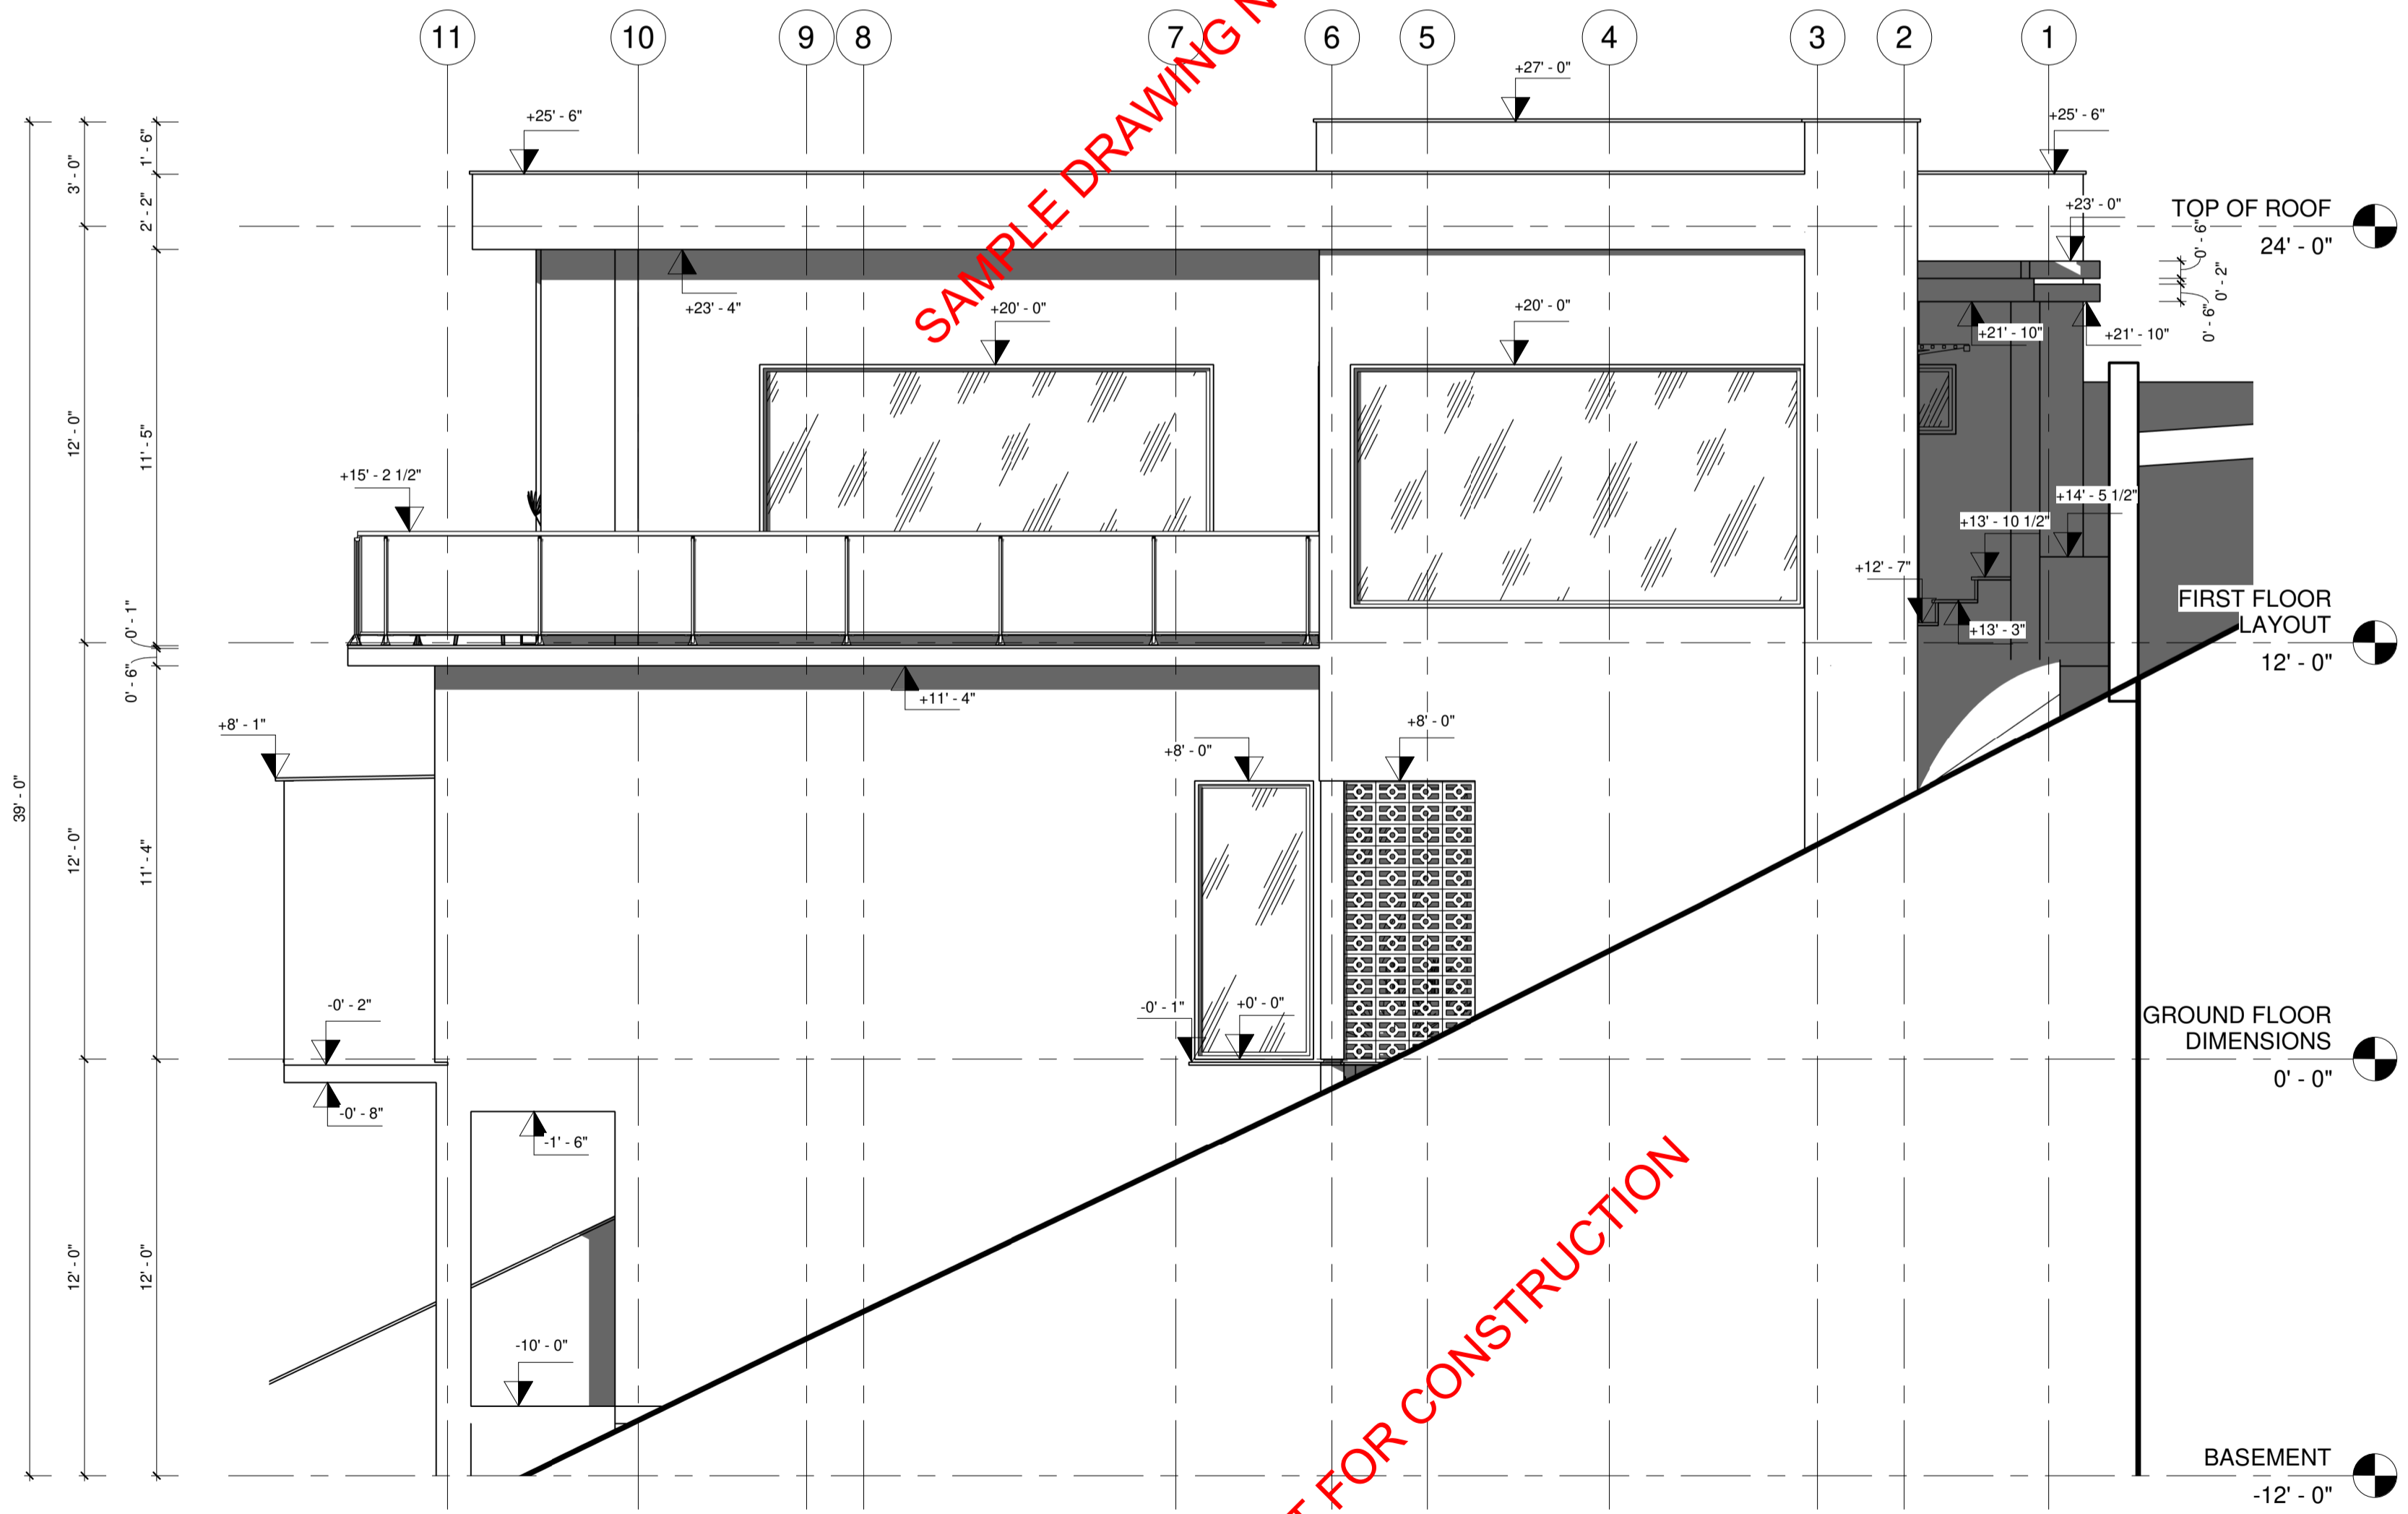 11 10 9 8 7 6 5 4 3 2 1
+27' - 0"
+25' - 6"
+25' - 6"
SAMPLE DRAWING N
3' - 0"
1' - 6"
2' - 2"
+23' - 0"
TOP OF ROOF
24' - 0"
0' - 6"
0' - 2"
0' - 6"
+23' - 4"
+20' - 0"
+20' - 0"
+21' - 10"
+21' - 10"
12' - 0"
11' - 5"
+15' - 2 1/2"
+14' - 5 1/2"
+13' - 10 1/2"
+12' - 7"
+13' - 3"
FIRST FLOOR
LAYOUT
12' - 0"
0' - 1"
0' - 6"
+11' - 4"
+8' - 1"
+8' - 0"
+8' - 0"
39' - 0"
12' - 0"
11' - 4"
-0' - 2"
-0' - 1"
+0' - 0"
GROUND FLOOR
DIMENSIONS
0' - 0"
-0' - 8"
-1' - 6"
12' - 0"
12' - 0"
-10' - 0"
FOR CONSTRUCTION
BASEMENT
-12' - 0"